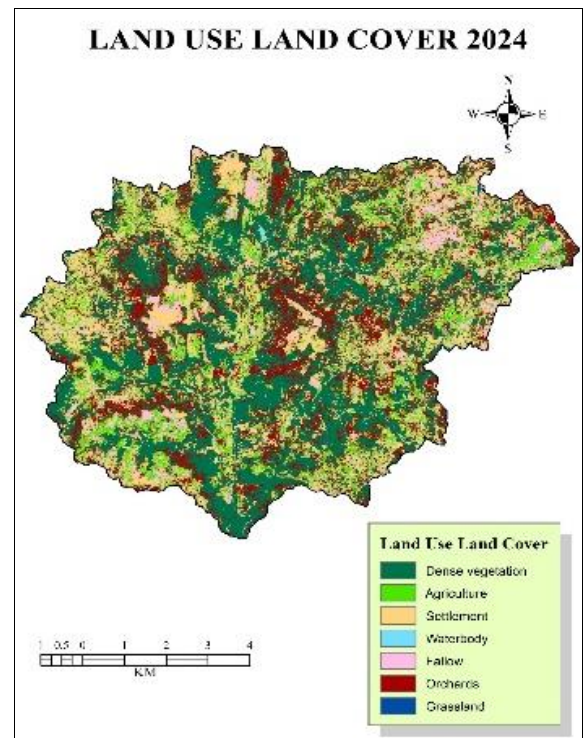 LAND USE LAND COVER 2024
N
W E
S
Land Use Land Cover
Dense vegetation
Agriculture
Settlement
Waterbody
Fallow
Orchards
Grassland
1 0.5 0 1 2 3 4
KM